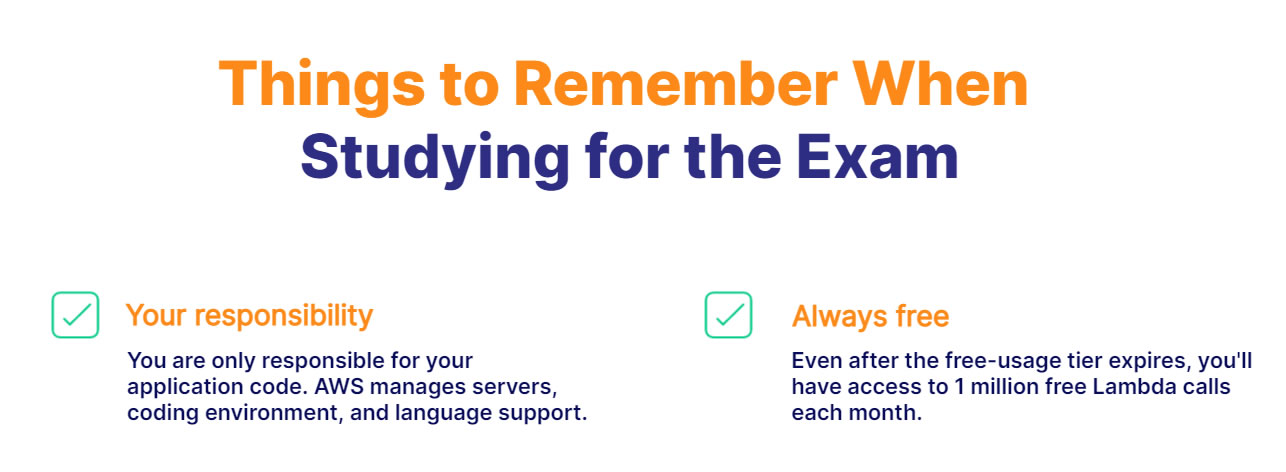 Things to Remember When
Studying for the Exam
Your responsibility
You are only responsible for your
application code. AWS manages servers,
coding environment, and language support.
Always free
Even after the free-usage tier expires, you'll
have access to 1 million free Lambda calls
each month.